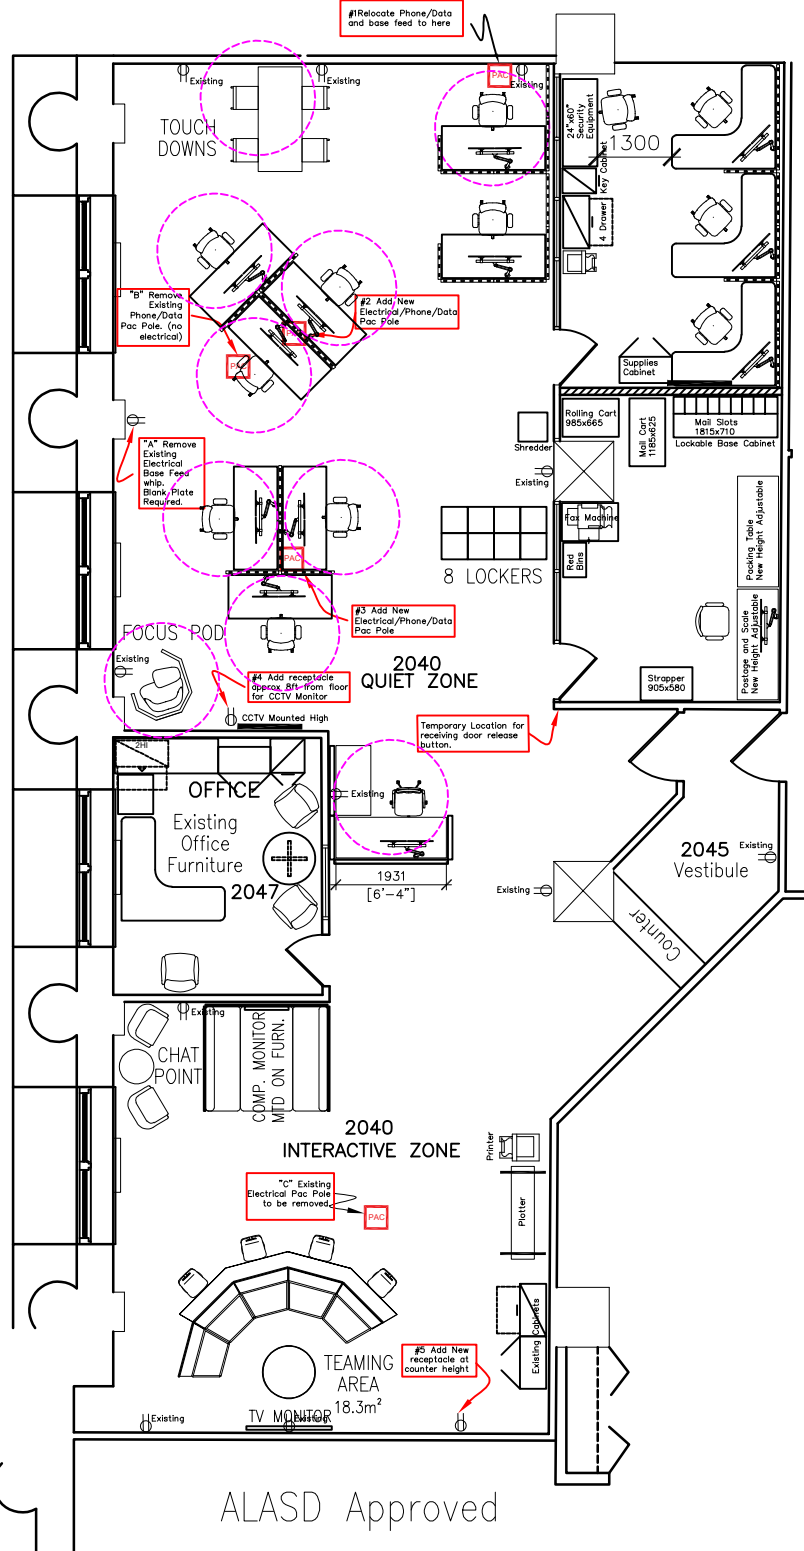 #1Relocate Phone/Data
and base feed to here
PAC
Existing
Existing
Existing
TOUCH
DOWNS
24"x60"
Security
Equipment
1300
Key Cabinet
4 Drawer
"B" Remove
Existing
Phone/Data
Pac Pole. (no
electrical)
#2 Add New
Electrical/Phone/Data
Pac Pole
PAC
PAC
Supplies
Cabinet
"A" Remove
Existing
Electrical
Base Feed
whip.
Blank Plate
Required.
Rolling Cart
985x665
Mail Cart
1185x625
Mail Slots
1815x710
Lockable Base Cabinet
Shredder
Existing
Fax Machine
Red
Bins
Packing Table
New Height Adjustable
8 LOCKERS
PAC
#3 Add New
Electrical/Phone/Data
Pac Pole
FOCUS POD
Existing
#4 Add receptacle
approx 8ft from floor
for CCTV Monitor
2040
QUIET ZONE
Postage and Scale
New Height Adjustable
Strapper
905x580
CCTV Mounted High
Temporary Location for
receiving door release
button.
2HI
OFFICE
Existing
Office
Furniture
2047
Existing
1931
[6'-4"]
2045
Vestibule
Existing
Existing
Counter
Existing
CHAT
POINT
COMP. MONITOR
MTD ON FURN.
2040
INTERACTIVE ZONE
Printer
Plotter
"C" Existing
Electrical Pac Pole
to be removed.
PAC
Existing Cabinets
#5 Add New
receptacle at
counter height
TEAMING
AREA
18.3m²
Existing
TV MONITOR
Existing
ALASD Approved